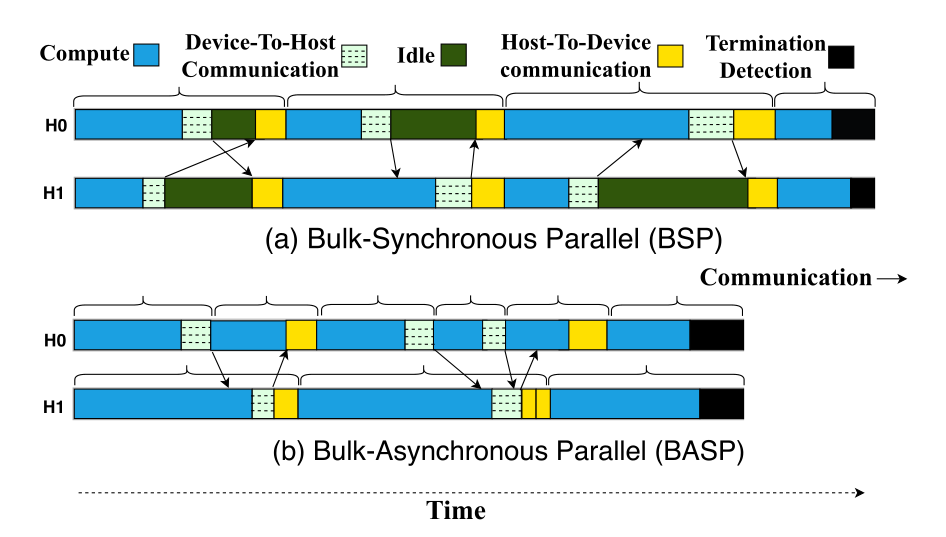 Compute
Device-To-Host
Communication
Idle
Host-To-Device
communication
Termination
Detection
H0
H1
(a) Bulk-Synchronous Parallel (BSP)
Communication
H0
H1
(b) Bulk-Asynchronous Parallel (BASP)
Time